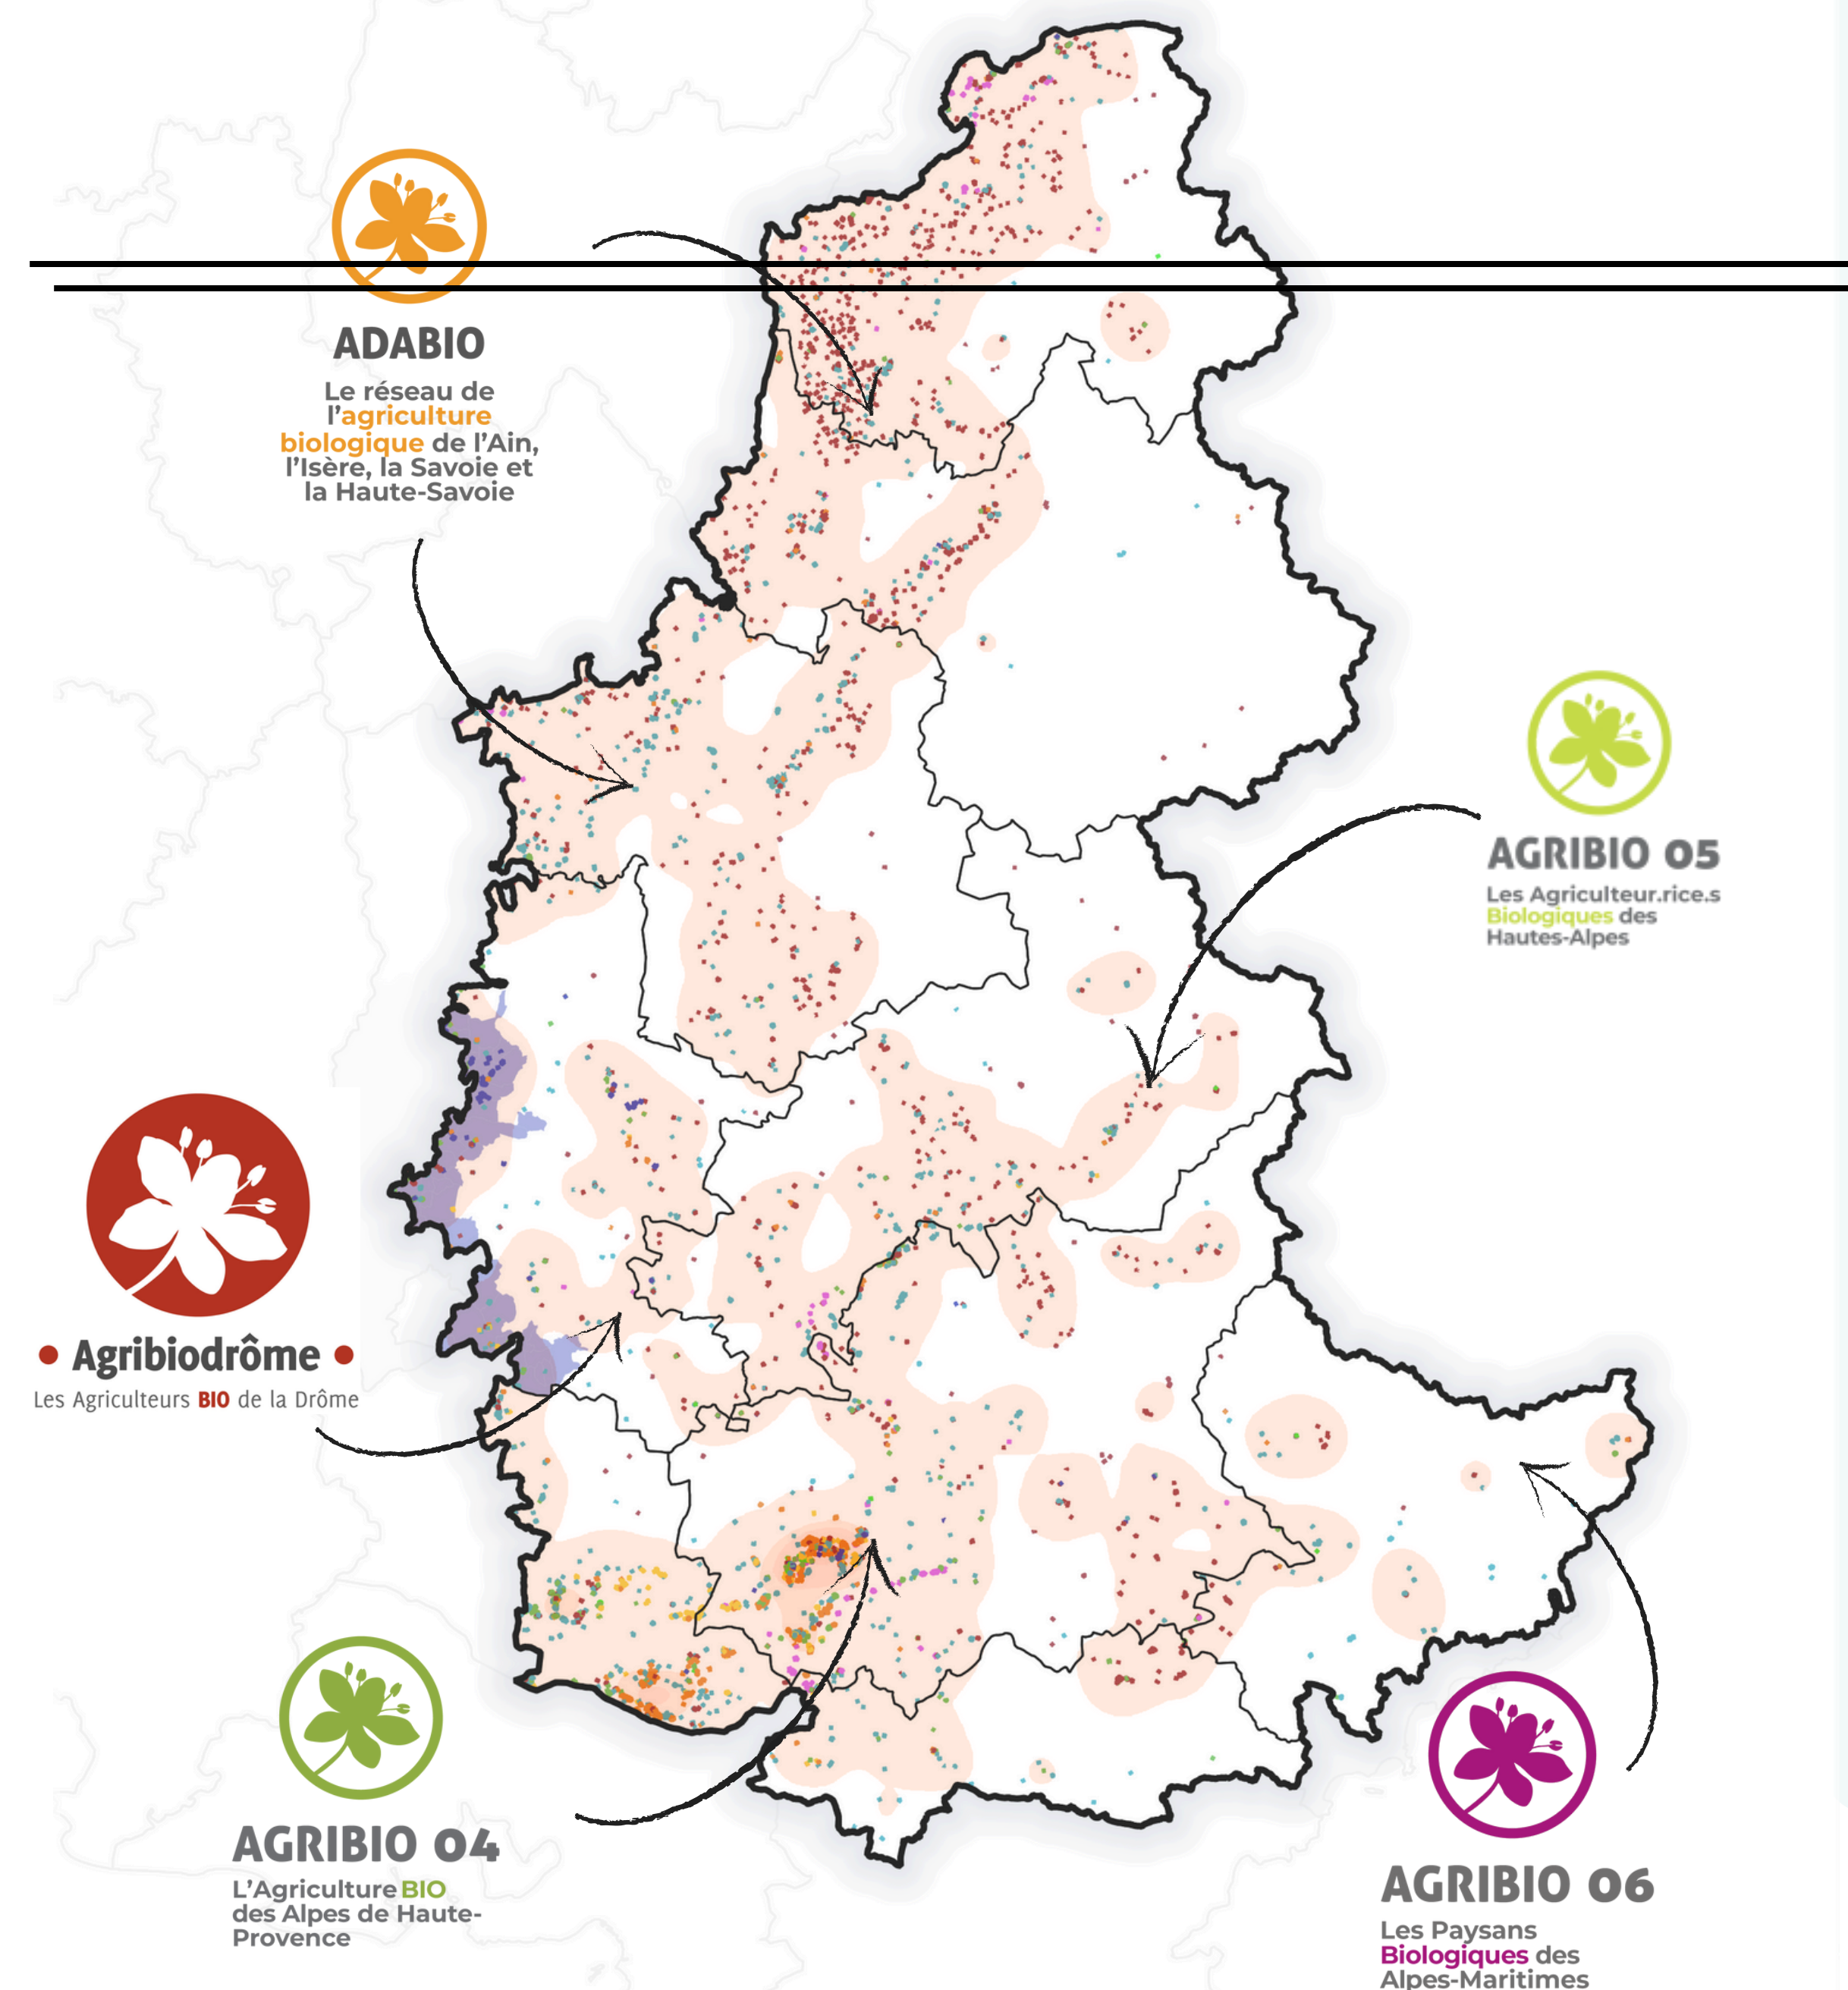 ADABIO
Le réseau de
l'agriculture
biologique de l'Ain,
l'Isère, la Savoie et
la Haute-Savoie
AGRIBIO 05
Les Agriculteur.rice.s
Biologiques des
Hautes-Alpes
• Agribiodrôme •
Les Agriculteurs BIO de la Drôme
AGRIBIO 04
L'Agriculture BIO
des Alpes de Haute-
Provence
AGRIBIO 06
Les Paysans
Biologiques des
Alpes-Maritimes